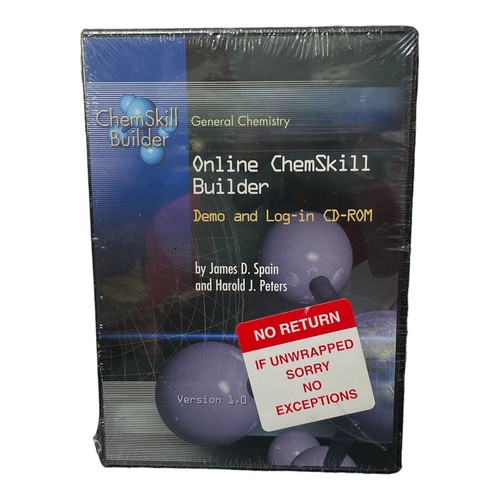 ChemSkill
Builder
General Chemistry
Online ChemSkill
Builder
Demo and Log-in CD-ROM
by James D. Spain
and Harold J. Peters
NO RETURN
IF UNWRAPPED
SORRY
NO
EXCEPTIONS
Version 1.0